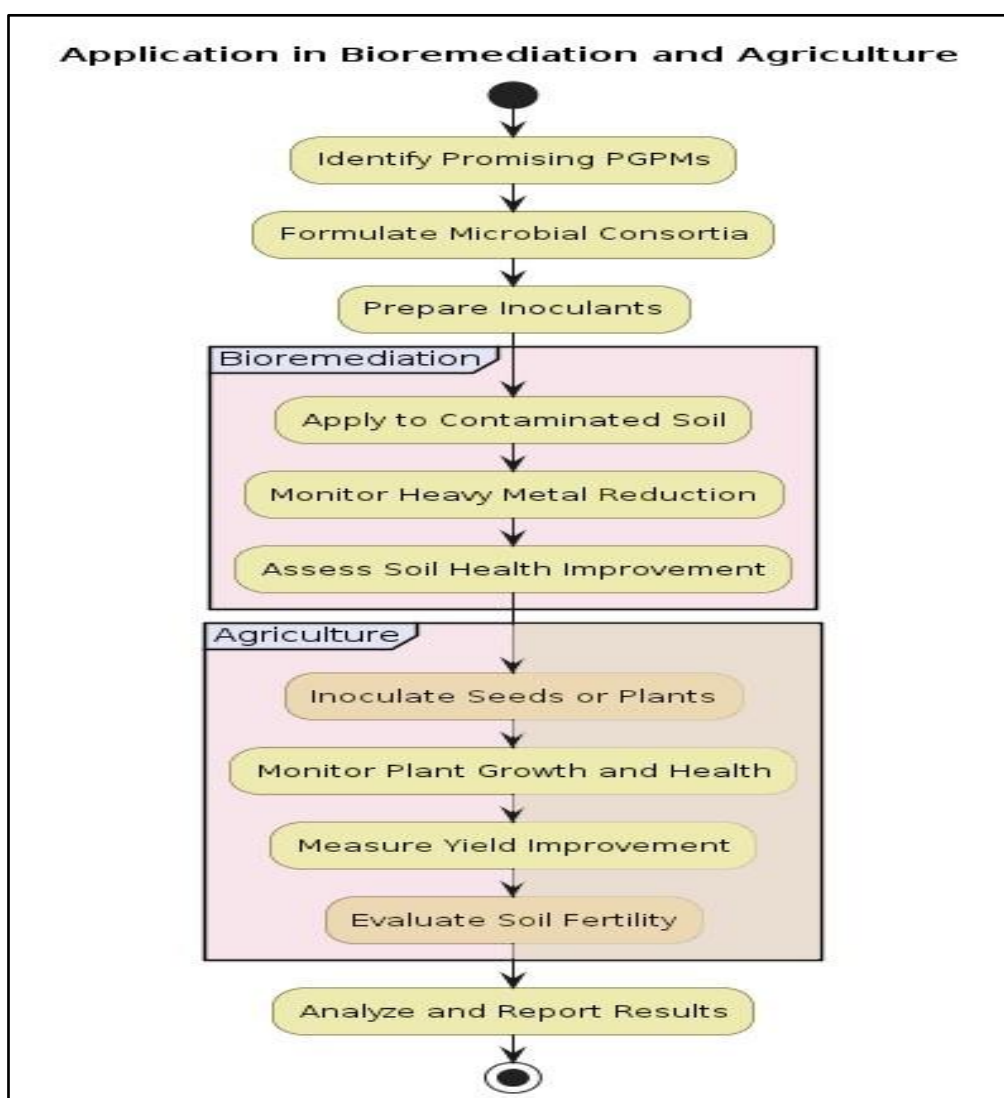 Application in Bioremediation and Agriculture
Identify Promising PGPMs
Formulate Microbial Consortia
Prepare Inoculants
Bioremediation
Apply to Contaminated Soil
Monitor Heavy Metal Reduction
Assess Soil Health Improvement
Agriculture
Inoculate Seeds or Plants
Monitor Plant Growth and Health
Measure Yield Improvement
Evaluate Soil Fertility
Analyze and Report Results